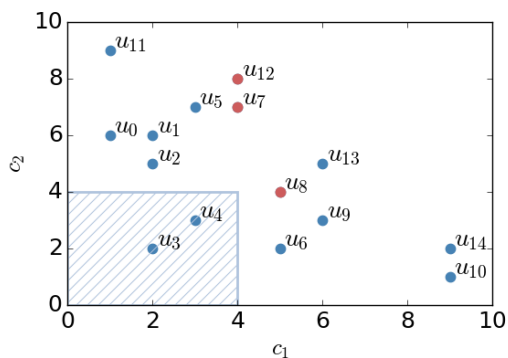 10
8
6
4
2
0
c₂
u₁₁
u₁₂
u₅
u₇
u₀
u₁
u₂
u₁₃
u₈
u₄
u₉
u₃
u₆
u₁₄
u₁₀
0 2 4 6 8 10
c₁